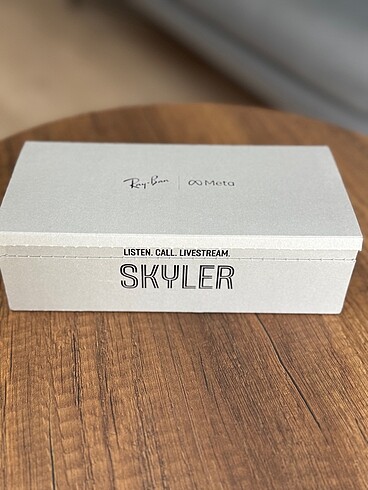 Ray-Ban | Meta
LISTEN. CALL. LIVESTREAM.
SKYLER